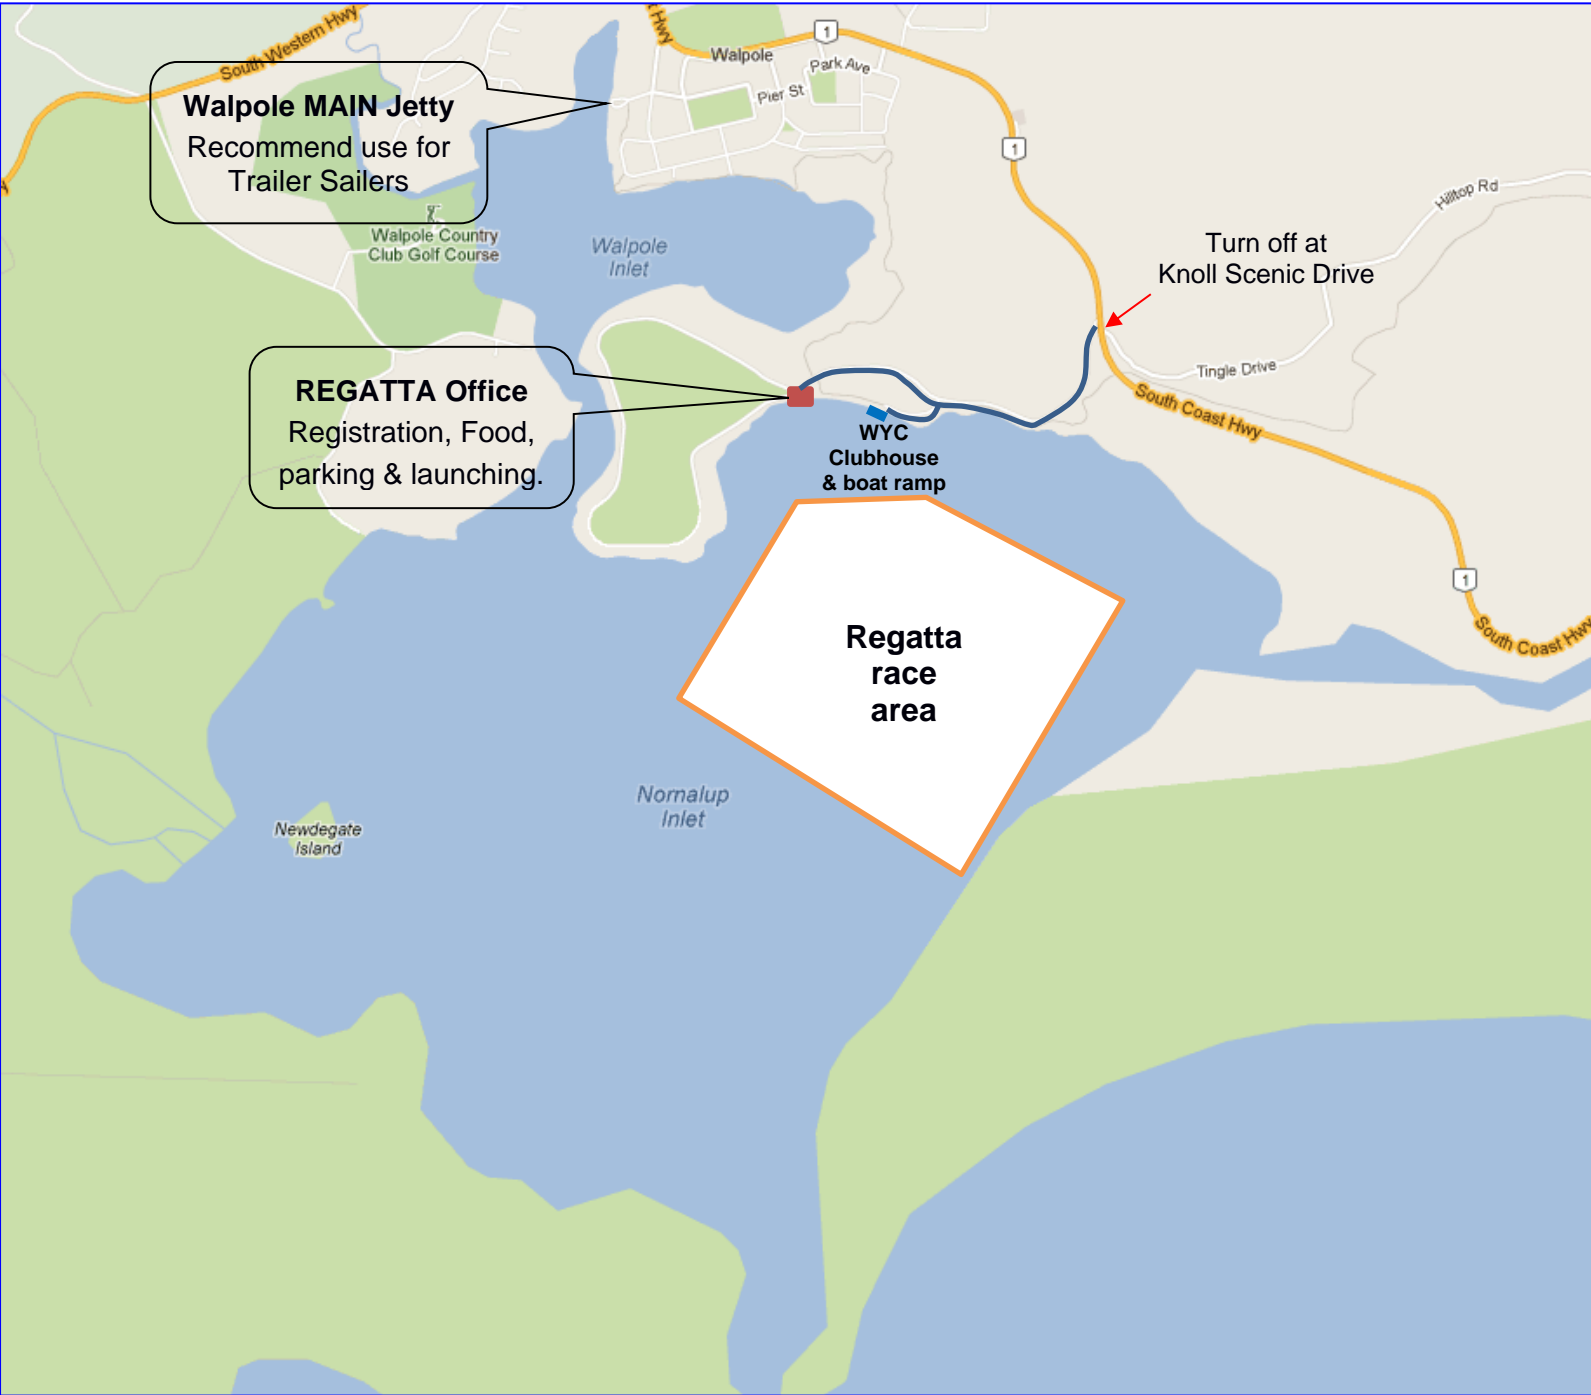 South Western Hwy
Hwy
1
Walpole
Park Ave
Pier St
Walpole MAIN Jetty
Recommend use for
Trailer Sailers
1
Hilltop Rd
Walpole Country
Club Golf Course
Walpole
Inlet
Turn off at
Knoll Scenic Drive
Tingle Drive
REGATTA Office
Registration, Food,
parking & launching.
South Coast Hwy
WYC
Clubhouse
& boat ramp
1
South Coast Hwy
Regatta
race
area
Nornalup
Inlet
Newdegate
Island